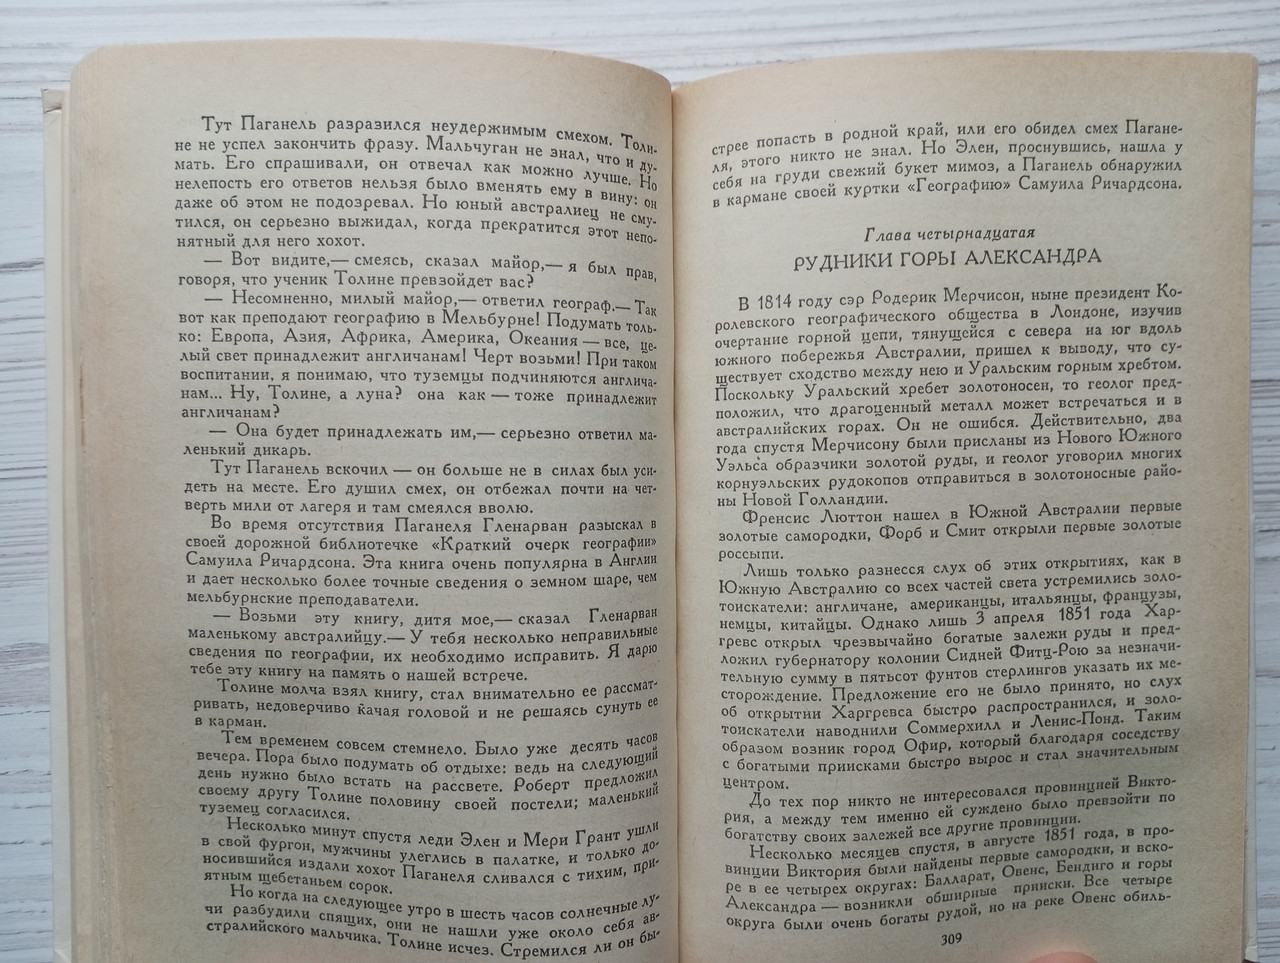 Тут Паганель разразился неудержимым смехом. Толи-
не не успел закончить фразу. Мальчуган не знал, что и ду-
мать. Его спрашивали, он отвечал как можно лучше. Но
нелепость его ответов нельзя было вменять ему в вину: он
даже об этом не подозревал. Но юный австралиец не сму-
тился, он серьезно выжидал, когда прекратится этот непо-
нятный для него хохот.
— Вот видите,— смеясь, сказал майор,— я был прав,
говоря, что ученик Толине превзойдет вас?
— Несомненно, милый майор,— ответил географ.— Так
вот как преподают географию в Мельбурне! Подумать толь-
ко: Европа, Азия, Африка, Америка, Океания — все, це-
лый свет принадлежит англичанам! Черт возьми! При таком
воспитании, я понимаю, что туземцы подчиняются англича-
нам... Ну, Толине, а луна? она как — тоже принадлежит
англичанам?
— Она будет принадлежать им,— серьезно ответил ма-
ленький дикарь.
Тут Паганель вскочил — он больше не в силах был уси-
деть на месте. Его душил смех, он отбежал почти на чет-
верть мили от лагеря и там смеялся вволю.
Во время отсутствия Паганеля Гленарван разыскал в
своей дорожной библиотечке «Краткий очерк географии»
Самуила Ричардсона. Эта книга очень популярна в Англии
и дает несколько более точные сведения о земном шаре, чем
мельбурнские преподаватели.
— Возьми эту книгу, дитя мое,— сказал Гленарван
маленькому австралийцу.— У тебя несколько неправильные
сведения по географии, их необходимо исправить. Я дарю
тебе эту книгу на память о нашей встрече.
Толине молча взял книгу, стал внимательно ее рассмат-
ривать, недоверчиво качая головой и не решаясь сунуть ее
в карман.
Тем временем совсем стемнело. Было уже десять часов
вечера. Пора было подумать об отдыхе: ведь на следующий
день нужно было встать на рассвете. Роберт предложил
своему другу Толине половину своей постели; маленький
туземец согласился.
Несколько минут спустя леди Элен и Мери Грант ушли
в свой фургон, мужчины улеглись в палатке, и только до-
носившийся издали хохот Паганеля сливался с тихим, при-
ятным щебетаньем сорок.
Но когда на следующее утро в шесть часов солнечные лу-
чи разбудили спящих, они не нашли уже около себя ав-
стралийского мальчика. Толине исчез. Стремился ли он бы-
стрее попасть в родной край, или его обидел смех Пагане-
ля, этого никто не знал. Но Элен, проснувшись, нашла у
себя на груди свежий букет мимоз, а Паганель обнаружил
в кармане своей куртки «Географию» Самуила Ричардсона.
Глава четырнадцатая
РУДНИКИ ГОРЫ АЛЕКСАНДРА
В 1814 году сэр Родерик Мерчисон, ныне президент Ко-
ролевского географического общества в Лондоне, изучив
очертание горной цепи, тянущейся с севера на юг вдоль
южного побережья Австралии, пришел к выводу, что су-
ществует сходство между нею и Уральским горным хребтом.
Поскольку Уральский хребет золотоносен, то геолог пред-
положил, что драгоценный металл может встречаться и в
австралийских горах. Он не ошибся. Действительно, два
года спустя Мерчисону были присланы из Нового Южного
Уэльса образчики золотой руды, и геолог уговорил многих
корнуэльских рудокопов отправиться в золотоносные райо-
ны Новой Голландии.
Френсис Люттон нашел в Южной Австралии первые
золотые самородки, Форб и Смит открыли первые золотые
россыпи.
Лишь только разнесся слух об этих открытиях, как в
Южную Австралию со всех частей света устремились золо-
тоискатели: англичане, американцы, итальянцы, французы,
немцы, китайцы. Однако лишь 3 апреля 1851 года Хар-
гревс открыл чрезвычайно богатые залежи руды и пред-
ложил губернатору колонии Сидней Фитц-Рою за незначи-
тельную сумму в пятьсот фунтов стерлингов указать их ме-
сторождение. Предложение его не было принято, но слух
об открытии Харгревса быстро распространился, и золо-
тоискатели наводнили Соммерхилл и Ленис-Понд. Таким
образом возник город Офир, который благодаря соседству
с богатыми приисками быстро вырос и стал значительным
центром.
До тех пор никто не интересовался провинцией Викто-
рия, а между тем именно ей суждено было превзойти по
богатству своих залежей все другие провинции.
Несколько месяцев спустя, в августе 1851 года, в про-
винции Виктория были найдены первые самородки, и вско-
ре в ее четырех округах: Балларат, Овенс, Бендиго и горы
Александра — возникли обширные прииски. Все четыре
округа были очень богаты рудой, но на реке Овенс обиль-
309